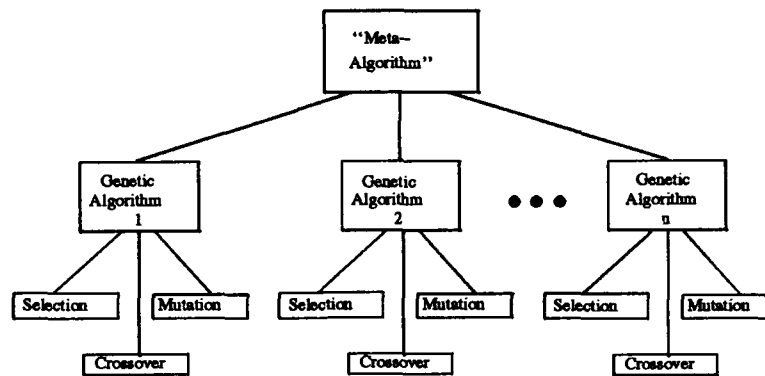 “Meta–
Algorithm”
Genetic
Algorithm
1
Genetic
Algorithm
2
Genetic
Algorithm
n
Selection
Mutation
Selection
Mutation
Selection
Mutation
Crossover
Crossover
Crossover